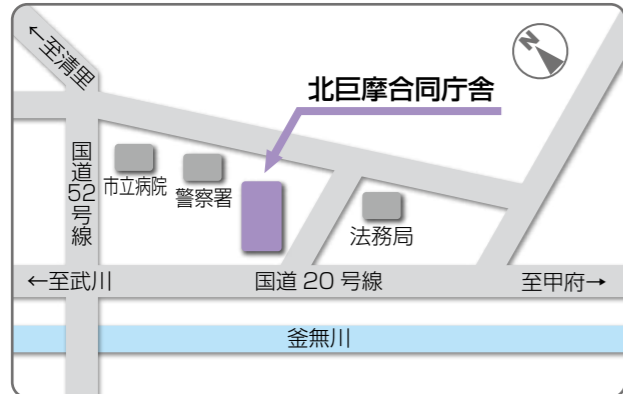 ←至清里
N
北巨摩合同庁舎
国道52号線
市立病院
警察署
法務局
←至武川
国道20号線
至甲府→
釜無川